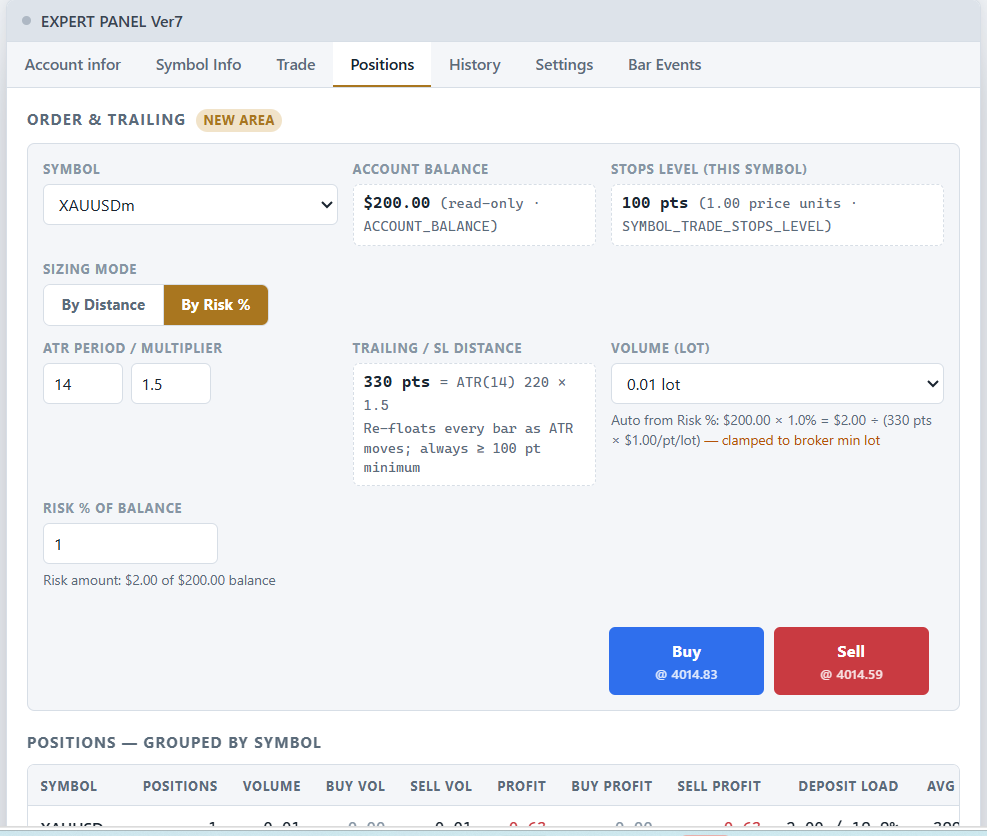 EXPERT PANEL Ver7
Account infor Symbol Info Trade Positions History Settings Bar Events
ORDER & TRAILING NEW AREA
SYMBOL ACCOUNT BALANCE STOPS LEVEL (THIS SYMBOL)
XAUUSDm
$200.00 (read-only ·
ACCOUNT_BALANCE)
100 pts (1.00 price units ·
SYMBOL_TRADE_STOPS_LEVEL)
SIZING MODE
By Distance By Risk %
ATR PERIOD / MULTIPLIER TRAILING / SL DISTANCE VOLUME (LOT)
14 1.5
330 pts = ATR(14) 220 ×
1.5
Re-floats every bar as ATR
moves; always ≥ 100 pt
minimum
0.01 lot
Auto from Risk %: $200.00 × 1.0% = $2.00 ÷ (330 pts
× $1.00/pt/lot) — clamped to broker min lot
RISK % OF BALANCE
1
Risk amount: $2.00 of $200.00 balance
Buy
@ 4014.83
Sell
@ 4014.59
POSITIONS — GROUPED BY SYMBOL
SYMBOL POSITIONS VOLUME BUY VOL SELL VOL PROFIT BUY PROFIT SELL PROFIT DEPOSIT LOAD AVG